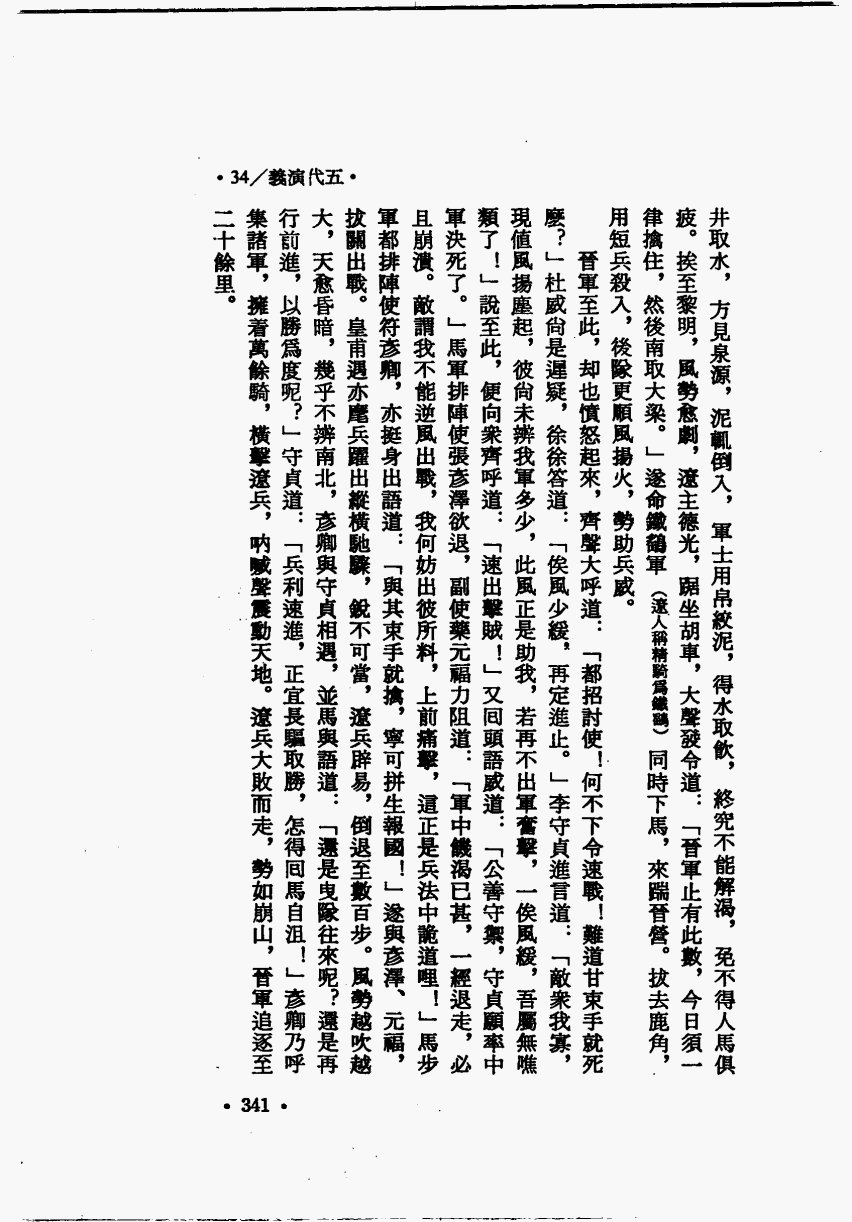 •34／義演代五•
井取水，方見泉源，泥輒倒入，軍士用帛絞泥，得水取飲，終究不能解渴，免不得人馬俱
疲。挨至黎明，風勢愈劇，遼主德光，踞坐胡車，大聲發令道：「晉軍止有此數，今日須一
律擒住，然後南取大梁。」遂命鐵鷂軍（遼人稱精騎爲鐵鷂）同時下馬，來踹晉營。拔去鹿角，
用短兵殺入，後隊更順風揚火，勢助兵威。
晉軍至此，却也憤怒起來，齊聲大呼道：「都招討使！何不下令速戰！難道甘束手就死
麼？」杜威尙是遲疑，徐徐答道：「俟風少緩，再定進止。」李守貞進言道：「敵衆我寡，
現值風揚塵起，彼尙未辨我軍多少，此風正是助我，若再不出軍奮擊，一俟風緩，吾屬無噍
類了！」說至此，便向衆齊呼道：「速出擊賊！」又囘頭語威道：「公善守禦，守貞願率中
軍決死了。」馬軍排陣使張彥澤欲退，副使藥元福力阻道：「軍中饑渴已甚，一經退走，必
且崩潰。敵謂我不能逆風出戰，我何妨出彼所料，上前痛擊，這正是兵法中詭道哩！」馬步
軍都排陣使符彥卿，亦挺身出語道：「與其束手就擒，寧可拼生報國！」遂與彥澤、元福，
拔關出戰。皇甫遇亦麾兵躍出縱橫馳驟，銳不可當，遼兵辟易，倒退至數百步。風勢越吹越
大，天愈昏暗，幾乎不辨南北，彥卿與守貞相遇，並馬與語道：「還是曳隊往來呢？還是再
行前進，以勝爲度呢？」守貞道：「兵利速進，正宜長驅取勝，怎得囘馬自沮！」彥卿乃呼
集諸軍，擁着萬餘騎，橫擊遼兵，吶喊聲震動天地。遼兵大敗而走，勢如崩山，晉軍追逐至
二十餘里。
•341•